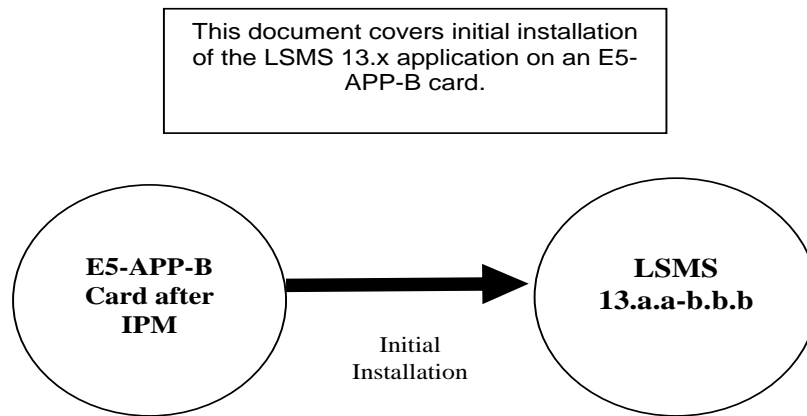 This document covers initial installation
of the LSMS 13.x application on an E5-
APP-B card.
E5-APP-B
Card after
IPM
Initial
Installation
LSMS
13.a.a-b.b.b